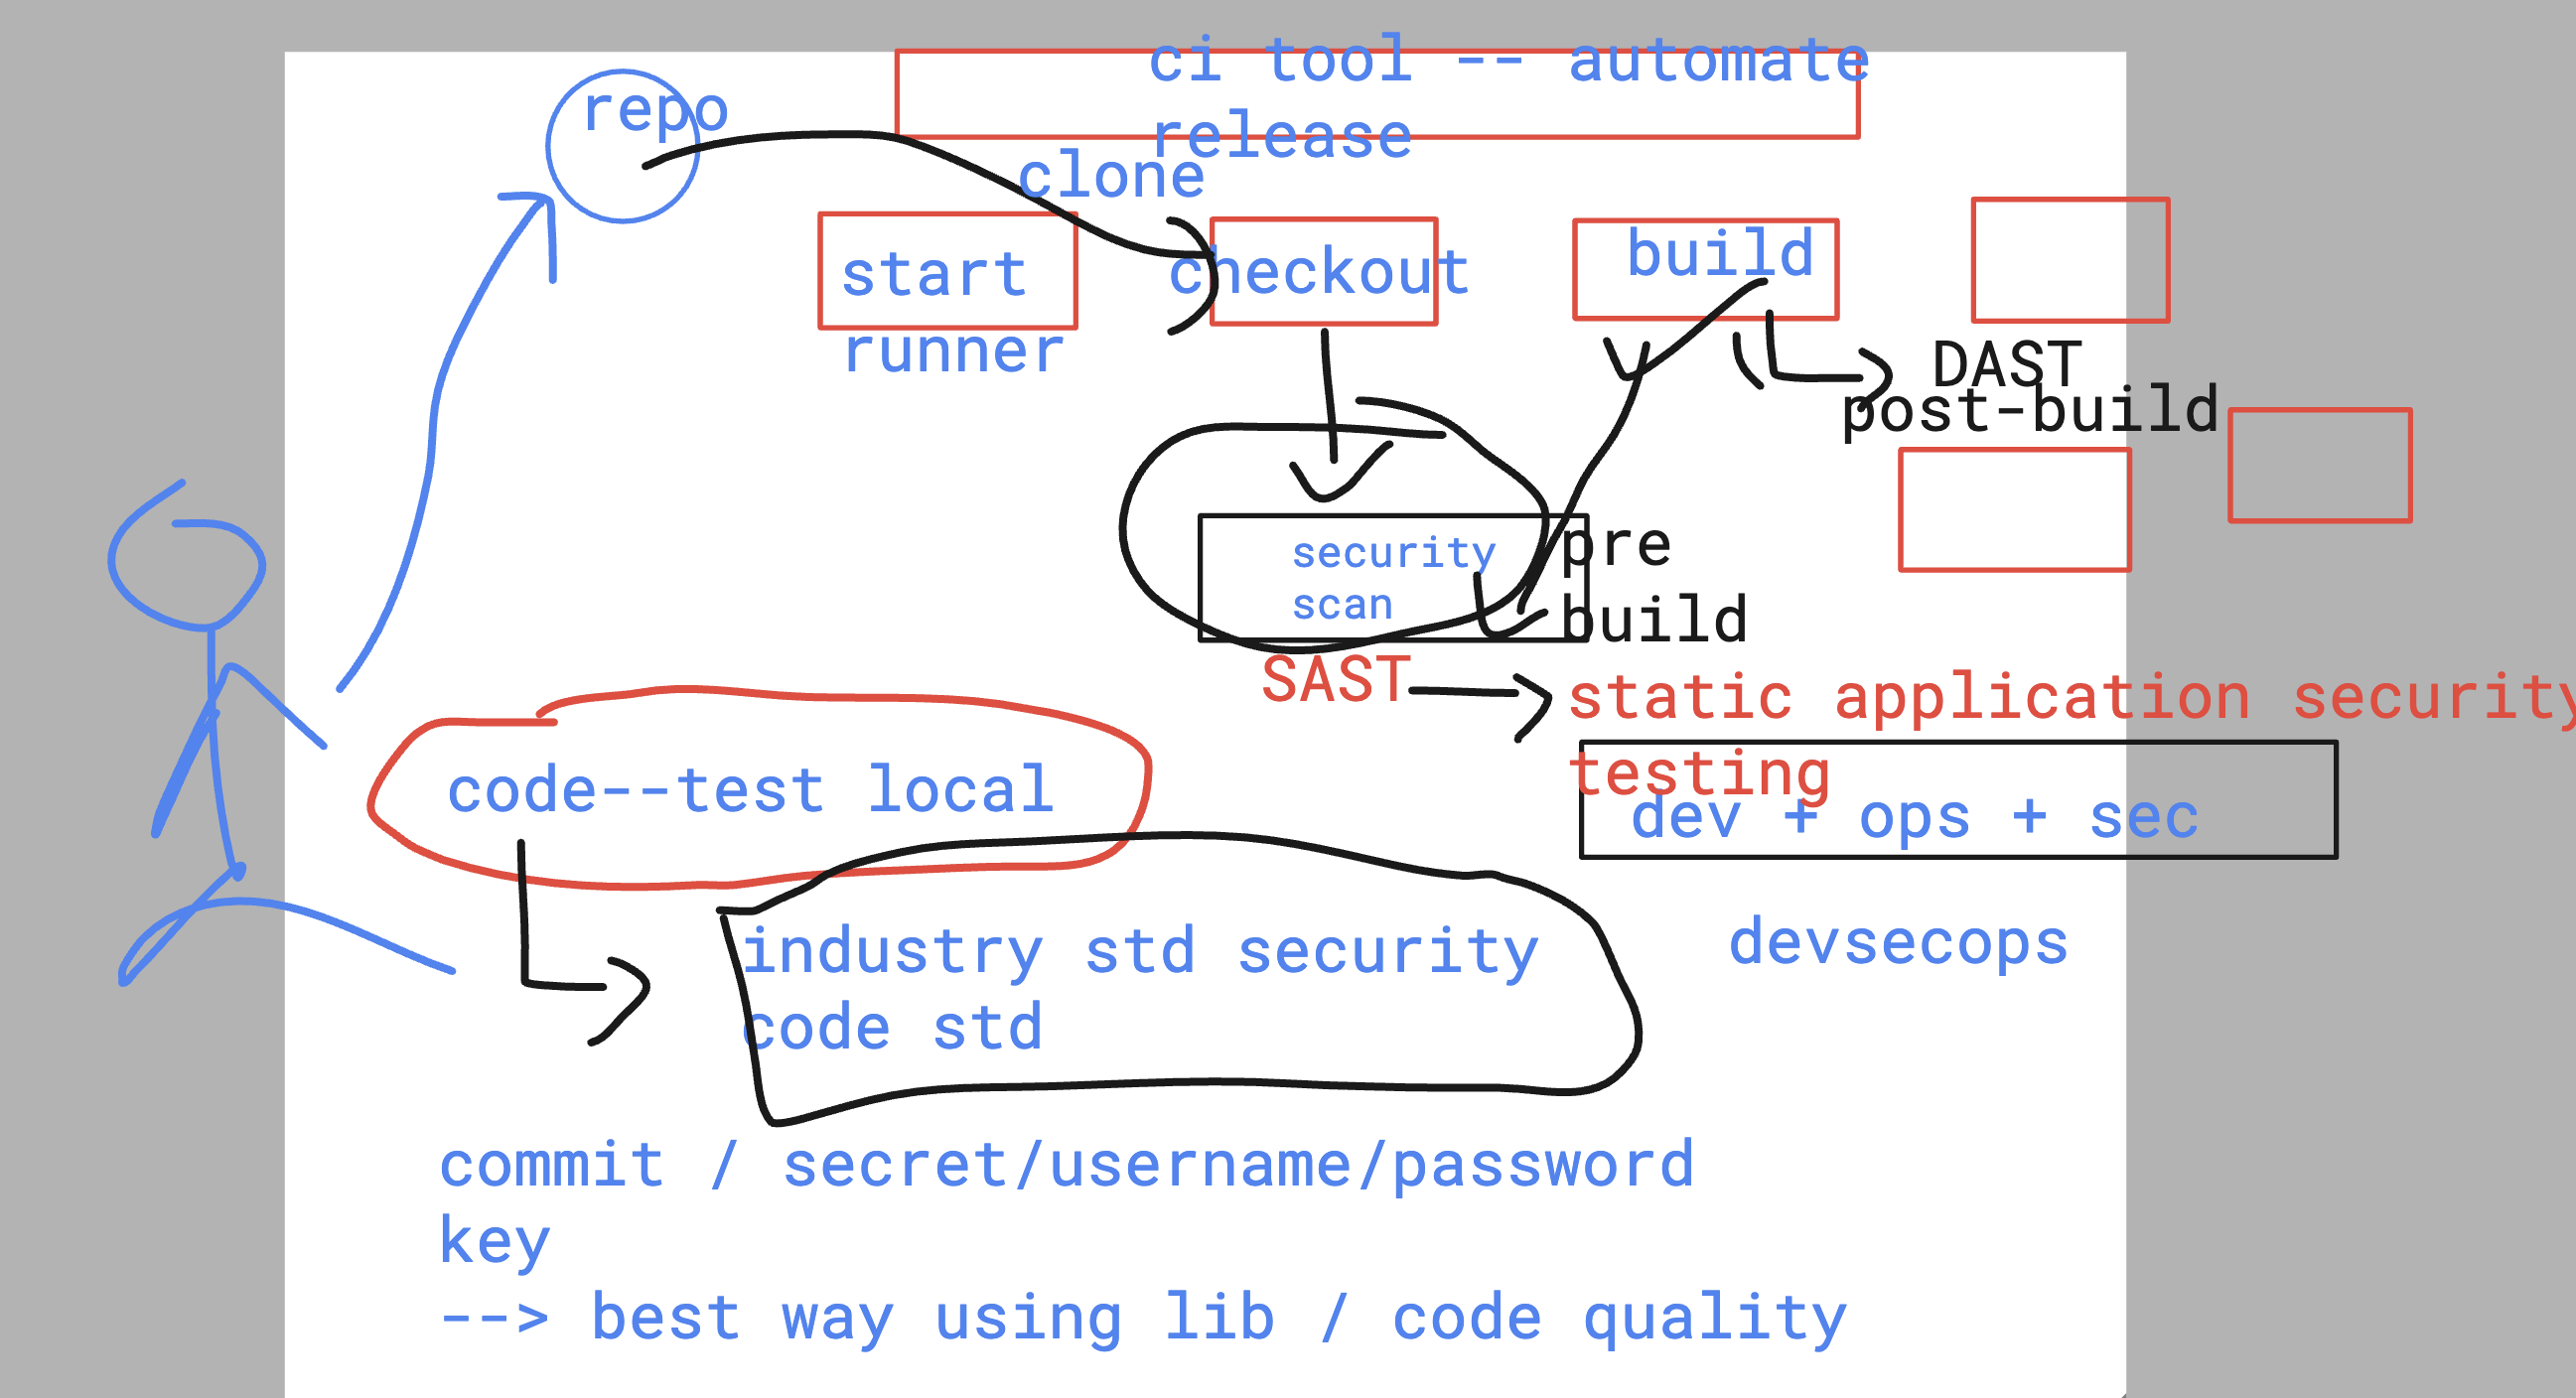 ci tool -- automate
release
repo
clone
start
runner
checkout
build
DAST
post-build
security
scan
pre
build
SAST
static application security
testing
dev + ops + sec
code--test local
industry std security
code std
devsecops
commit / secret/username/password
key
--> best way using lib / code quality